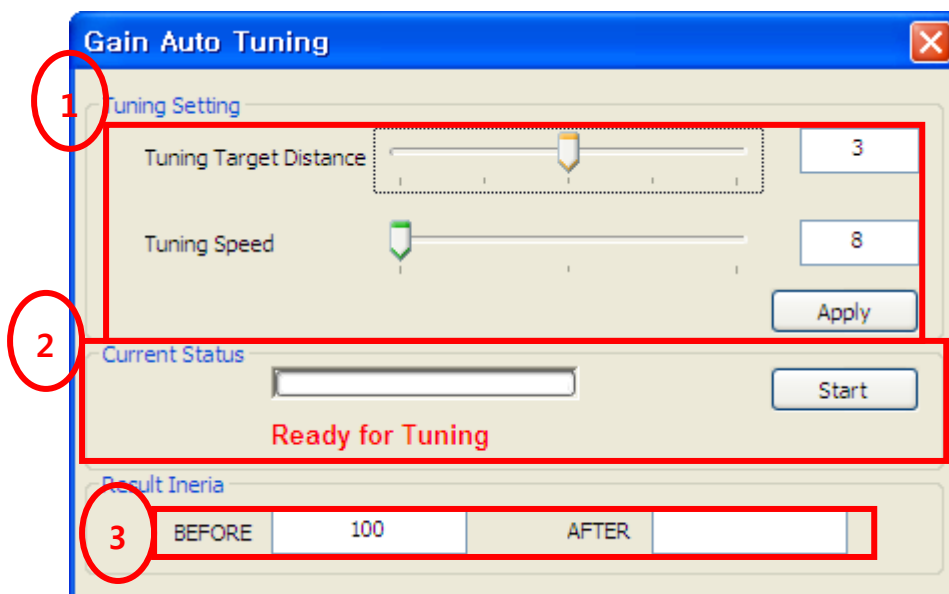 Gain Auto Tuning
1
Tuning Setting
Tuning Target Distance 3
Tuning Speed 8
Apply
2
Current Status
Start
Ready for Tuning
Result Ineria
3
BEFORE 100 AFTER